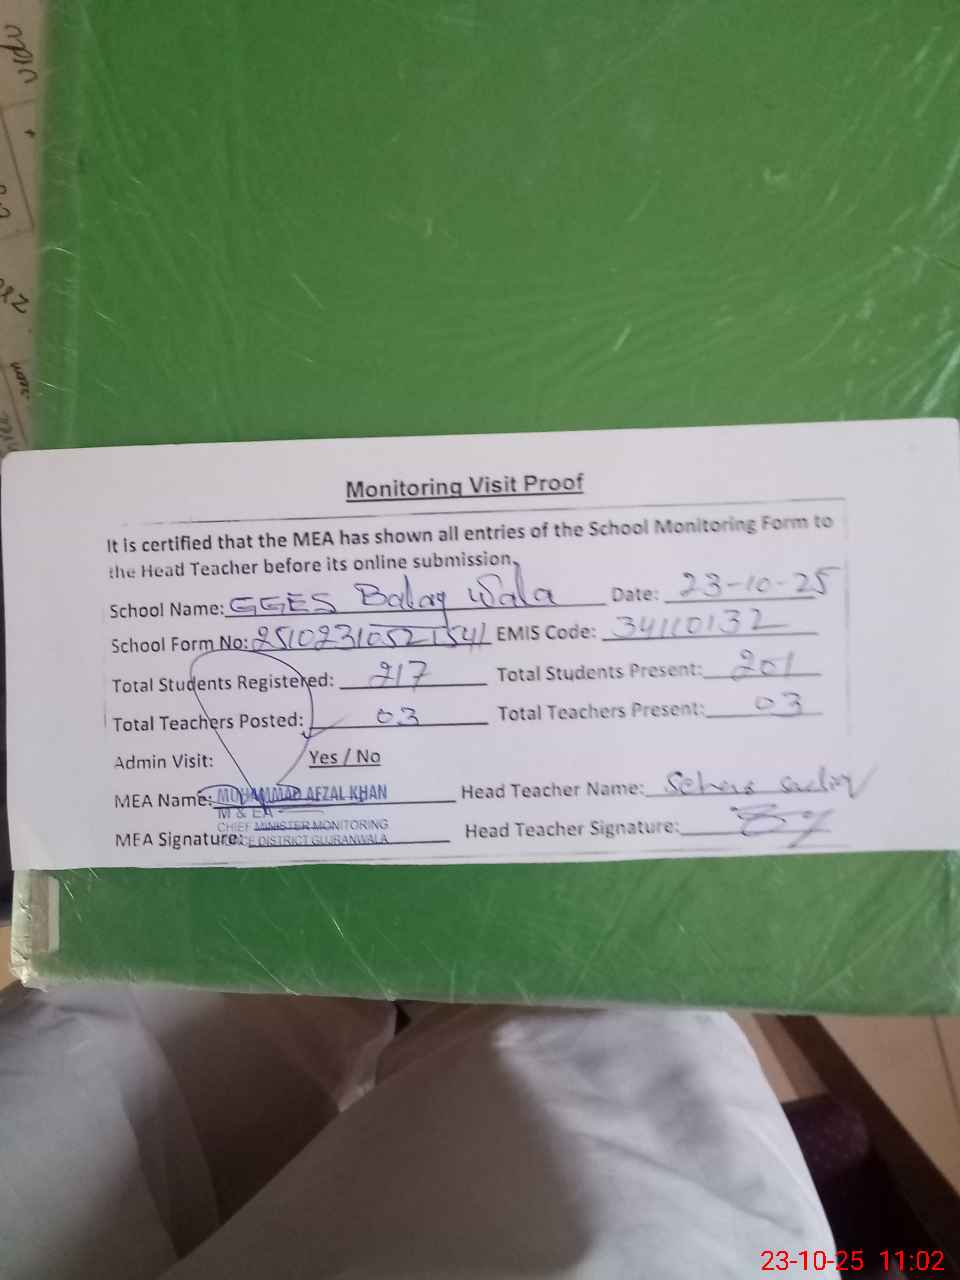 Monitoring Visit Proof
It is certified that the MEA has shown all entries of the School Monitoring Form to
the Head Teacher before its online submission.
School Name: GGES Balay Wala Date: 23-10-25
School Form No: EMIS Code: 34110132
Total Students Registered: 217 Total Students Present: 201
Total Teachers Posted: 03 Total Teachers Present: 03
Admin Visit: Yes / No
MEA Name: MUHAMMAD AFZAL KHAN Head Teacher Name:
M & EA
CHIEF MINISTER MONITORING
MEA Signature: DISTRICT GUJRANWALA Head Teacher Signature:
23-10-25 11:02